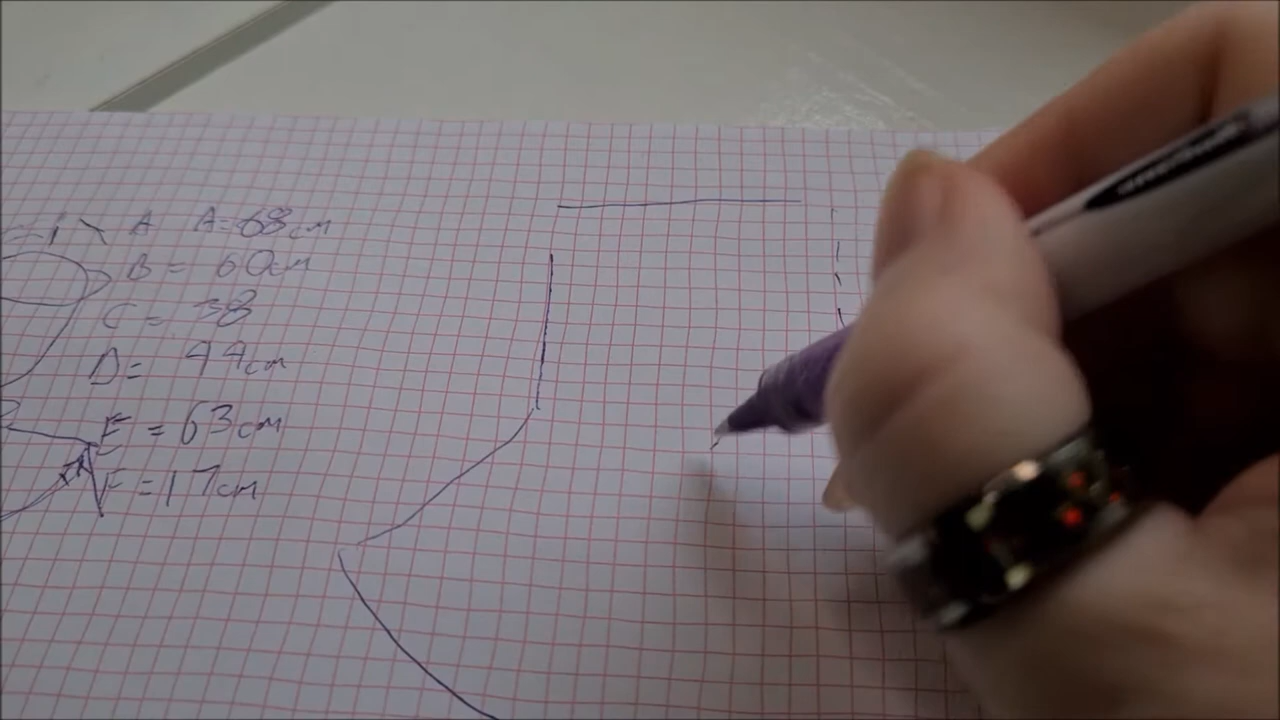 A A=68cm
B = 60cm
C = 38
D= 44cm
E = 63cm
F =17cm